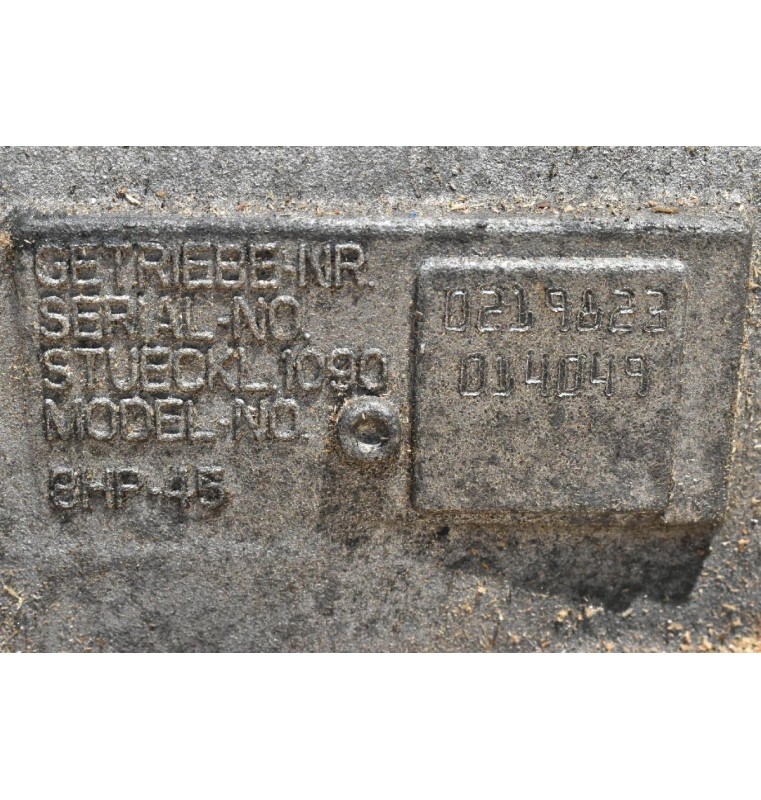 GETRIEBE-NR.
SERIAL-NO.
STUECKL.1090
MODEL-NO.
8HP-45
0219623
014049